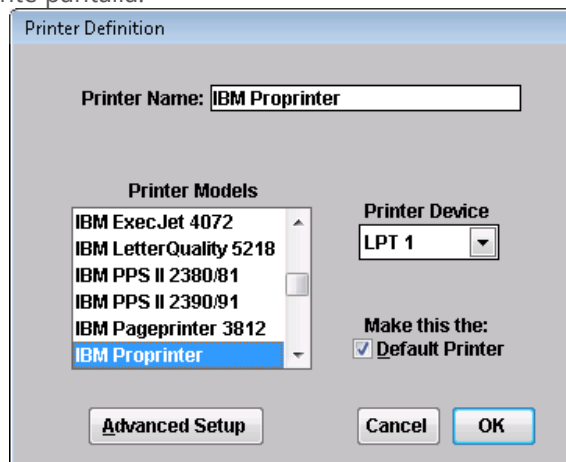 nte pantalla.
Printer Definition
Printer Name: IBM Proprinter
Printer Models
IBM ExecJet 4072
IBM LetterQuality 5218
IBM PPS II 2380/81
IBM PPS II 2390/91
IBM Pageprinter 3812
IBM Proprinter
Printer Device
LPT 1
Make this the:
Default Printer
Advanced Setup
Cancel
OK